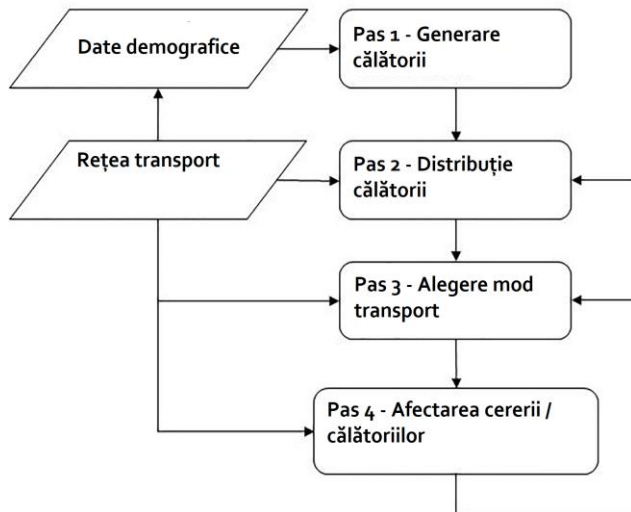 Date demografice
Pas 1 - Generare
călătorii
Rețea transport
Pas 2 - Distribuție
călătorii
Pas 3 - Alegere mod
transport
Pas 4 - Afectarea cererii /
călătoriilor